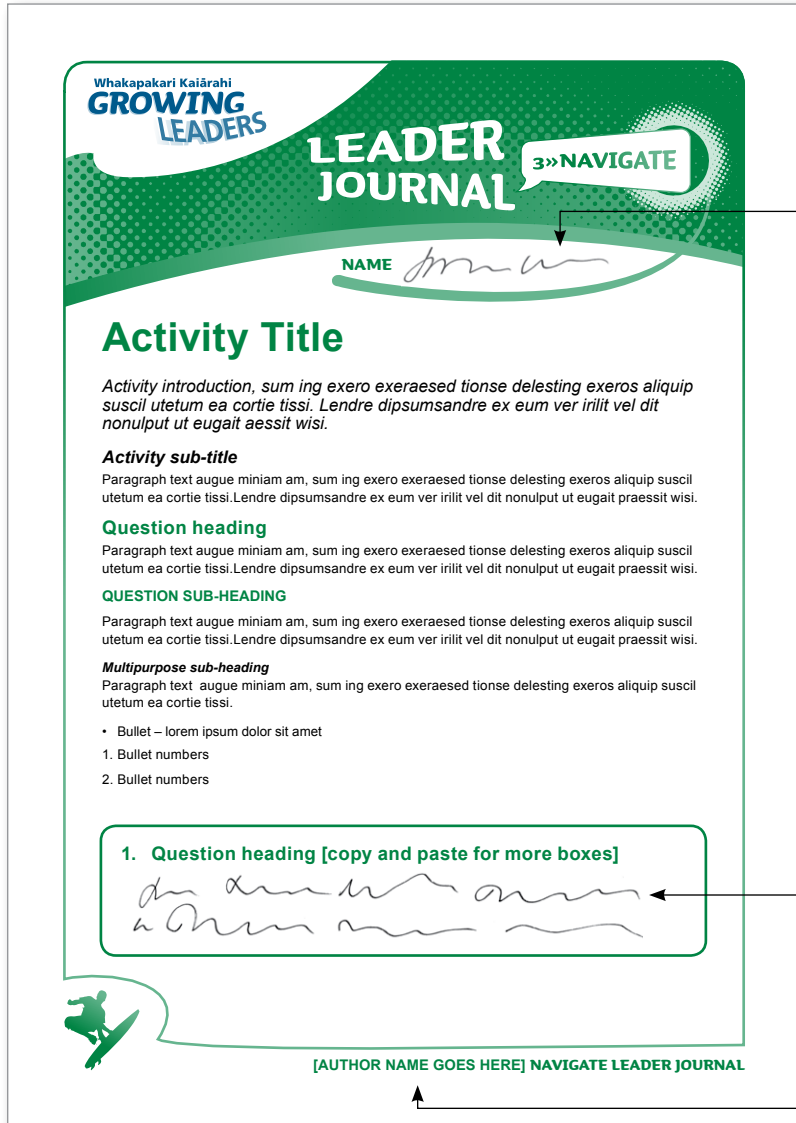 Whakapakari Kaiārahi
GROWING
LEADERS
LEADER
JOURNAL
3»NAVIGATE
NAME
Activity Title
Activity introduction, sum ing exero exeraesed tionse delesting exeros aliquip
suscil utetum ea cortie tissi. Lendre dipsumsandre ex eum ver irilit vel dit
nonulput ut eugait aessit wisi.
Activity sub-title
Paragraph text augue miniam am, sum ing exero exeraesed tionse delesting exeros aliquip suscil
utetum ea cortie tissi.Lendre dipsumsandre ex eum ver irilit vel dit nonulput ut eugait praessit wisi.
Question heading
Paragraph text augue miniam am, sum ing exero exeraesed tionse delesting exeros aliquip suscil
utetum ea cortie tissi.Lendre dipsumsandre ex eum ver irilit vel dit nonulput ut eugait praessit wisi.
QUESTION SUB-HEADING
Paragraph text augue miniam am, sum ing exero exeraesed tionse delesting exeros aliquip suscil
utetum ea cortie tissi.Lendre dipsumsandre ex eum ver irilit vel dit nonulput ut eugait praessit wisi.
Multipurpose sub-heading
Paragraph text  augue miniam am, sum ing exero exeraesed tionse delesting exeros aliquip suscil
utetum ea cortie tissi.
• Bullet – lorem ipsum dolor sit amet
1. Bullet numbers
2. Bullet numbers
1. Question heading [copy and paste for more boxes]
[AUTHOR NAME GOES HERE] NAVIGATE LEADER JOURNAL